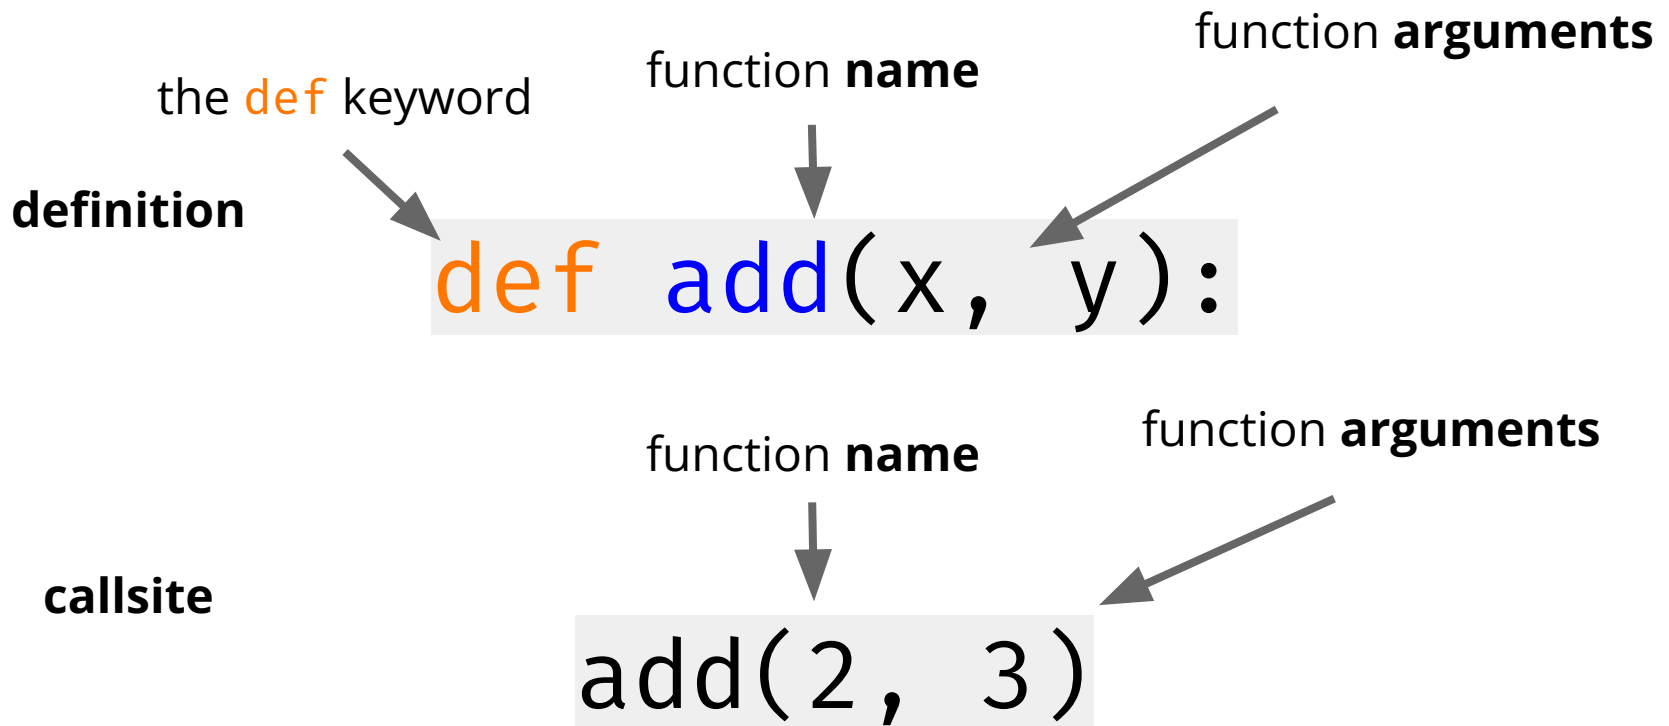 function arguments
function name
the def keyword
definition
def add(x, y):
function arguments
function name
callsite
add(2, 3)